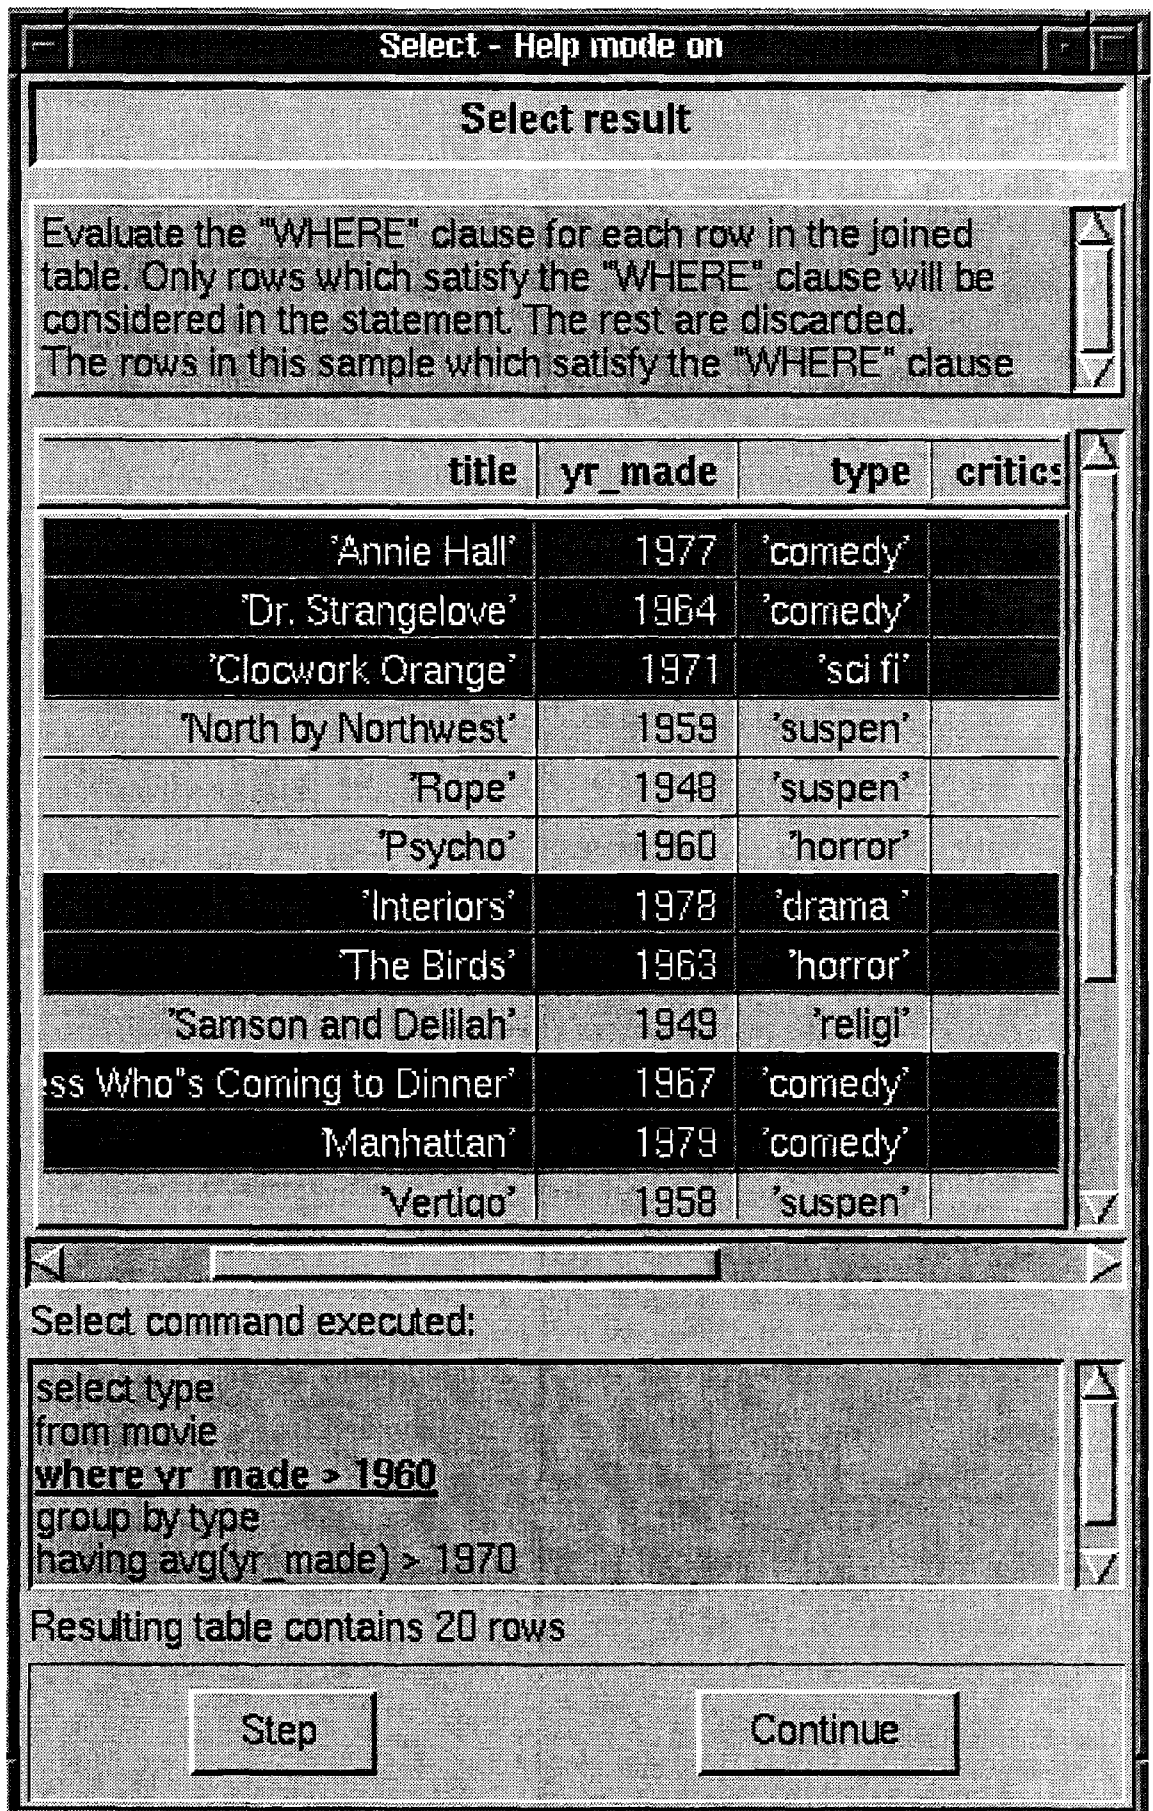 Select - Help mode on
Select result
Evaluate the "WHERE" clause for each row in the joined
table. Only rows which satisfy the "WHERE" clause will be
considered in the statement. The rest are discarded.
The rows in this sample which satisfy the "WHERE" clause
title yr_made type critics
'Annie Hall' 1977 'comedy'
'Dr. Strangelove' 1964 'comedy'
'Clocwork Orange' 1971 'sci fi'
'North by Northwest' 1959 'suspen'
'Rope' 1948 'suspen'
'Psycho' 1960 'horror'
'Interiors' 1978 'drama '
'The Birds' 1963 'horror'
'Samson and Delilah' 1949 'religi'
ess Who''s Coming to Dinner' 1967 'comedy'
'Manhattan' 1979 'comedy'
'Vertigo' 1958 'suspen'
Select command executed:
select type
from movie
where yr_made > 1960
group by type
having avg(yr_made) > 1970
Resulting table contains 20 rows
Step Continue